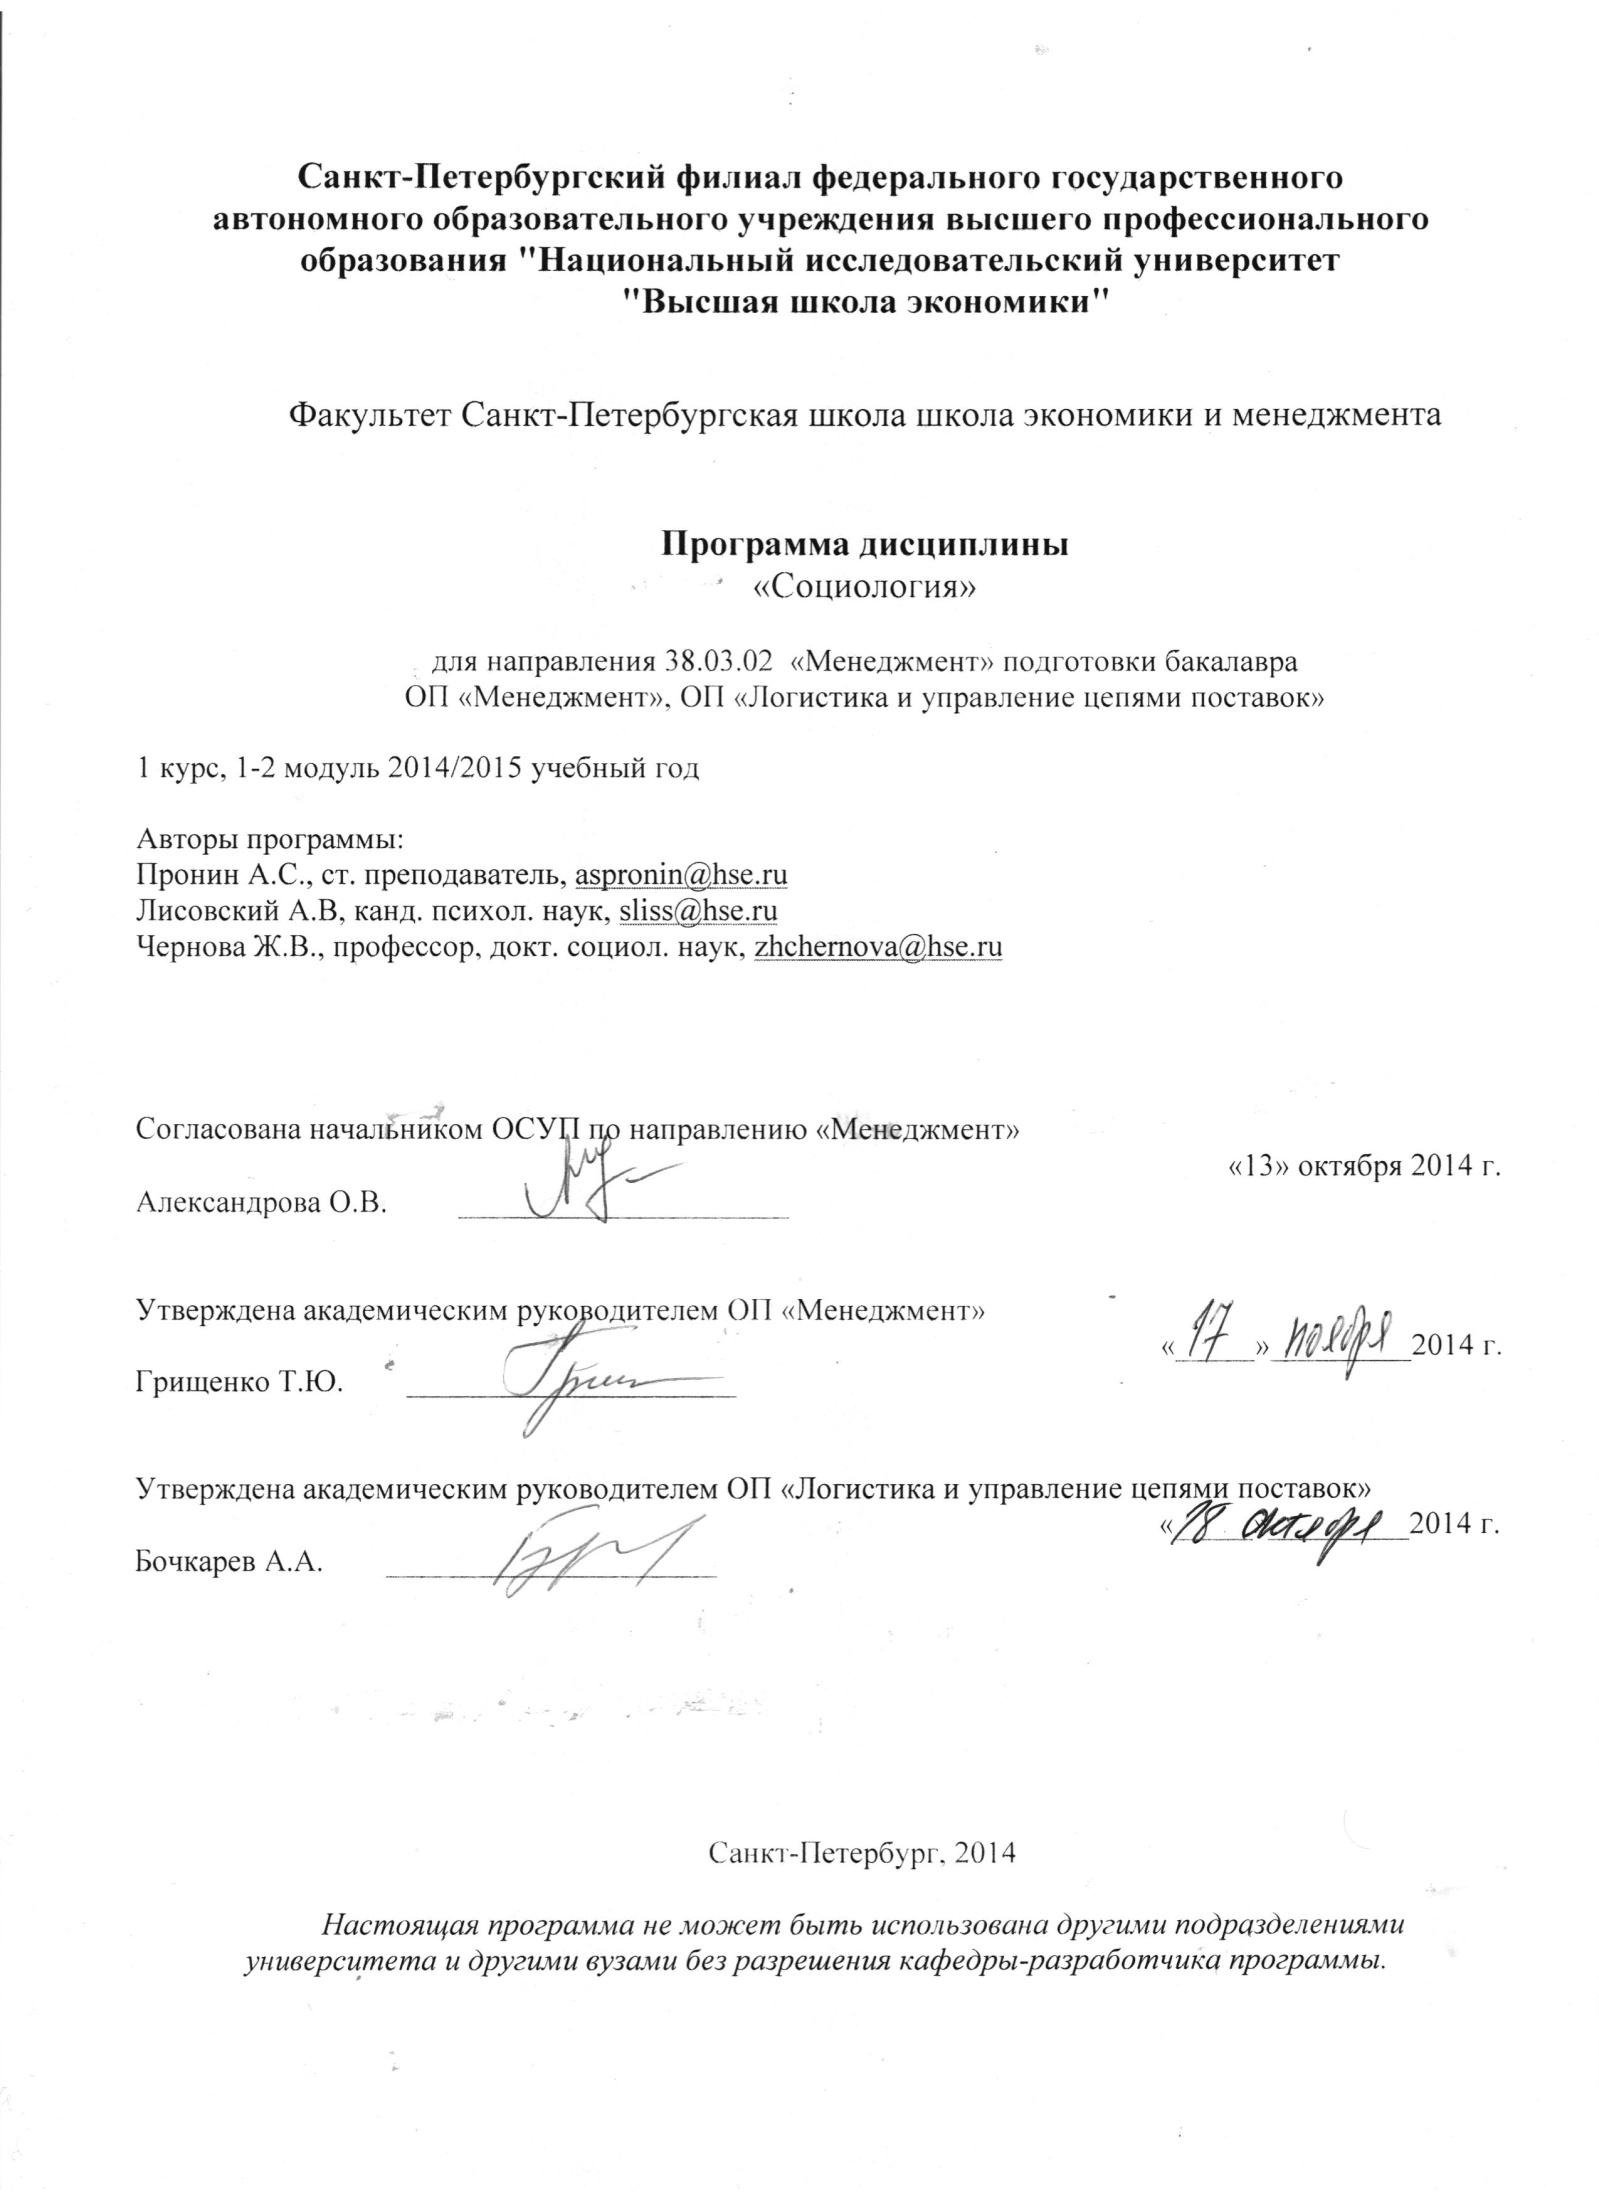 Санкт-Петербургский филиал федерального государственного
автономного образовательного учреждения высшего профессионального
образования "Национальный исследовательский университет
"Высшая школа экономики"
Факультет Санкт-Петербургская школа школа экономики и менеджмента
Программа дисциплины
«Социология»
для направления 38.03.02 «Менеджмент» подготовки бакалавра
ОП «Менеджмент», ОП «Логистика и управление цепями поставок»
1 курс, 1-2 модуль 2014/2015 учебный год
Авторы программы:
Пронин А.С., ст. преподаватель, aspronin@hse.ru
Лисовский А.В, канд. психол. наук, sliss@hse.ru
Чернова Ж.В., профессор, докт. социол. наук, zhchernova@hse.ru
Согласована начальником ОСУП по направлению «Менеджмент»
«13» октября 2014 г.
Александрова О.В.
Утверждена академическим руководителем ОП «Менеджмент»
«17» ноября 2014 г.
Грищенко Т.Ю.
Утверждена академическим руководителем ОП «Логистика и управление цепями поставок»
«18 октября 2014 г.
Бочкарев А.А.
Санкт-Петербург, 2014
Настоящая программа не может быть использована другими подразделениями
университета и другими вузами без разрешения кафедры-разработчика программы.